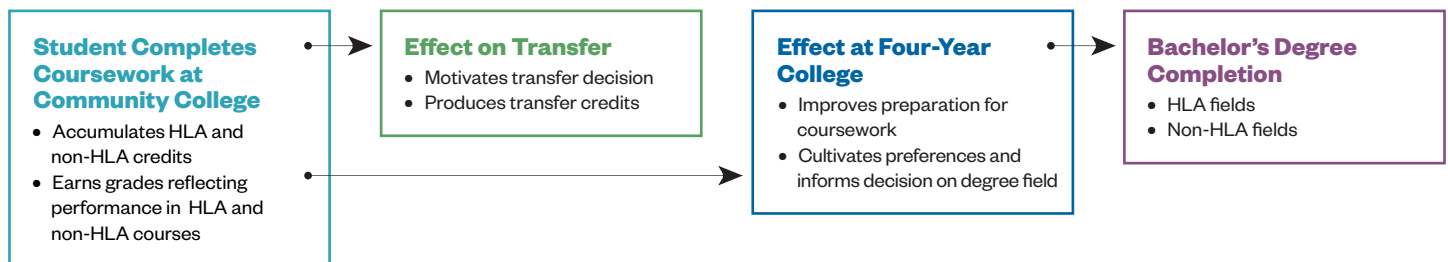 Student Completes
Coursework at
Community College
• Accumulates HLA and
non-HLA credits
• Earns grades reflecting
performance in HLA and
non-HLA courses
Effect on Transfer
• Motivates transfer decision
• Produces transfer credits
Effect at Four-Year
College
• Improves preparation for
coursework
• Cultivates preferences and
informs decision on degree field
Bachelor’s Degree
Completion
• HLA fields
• Non-HLA fields